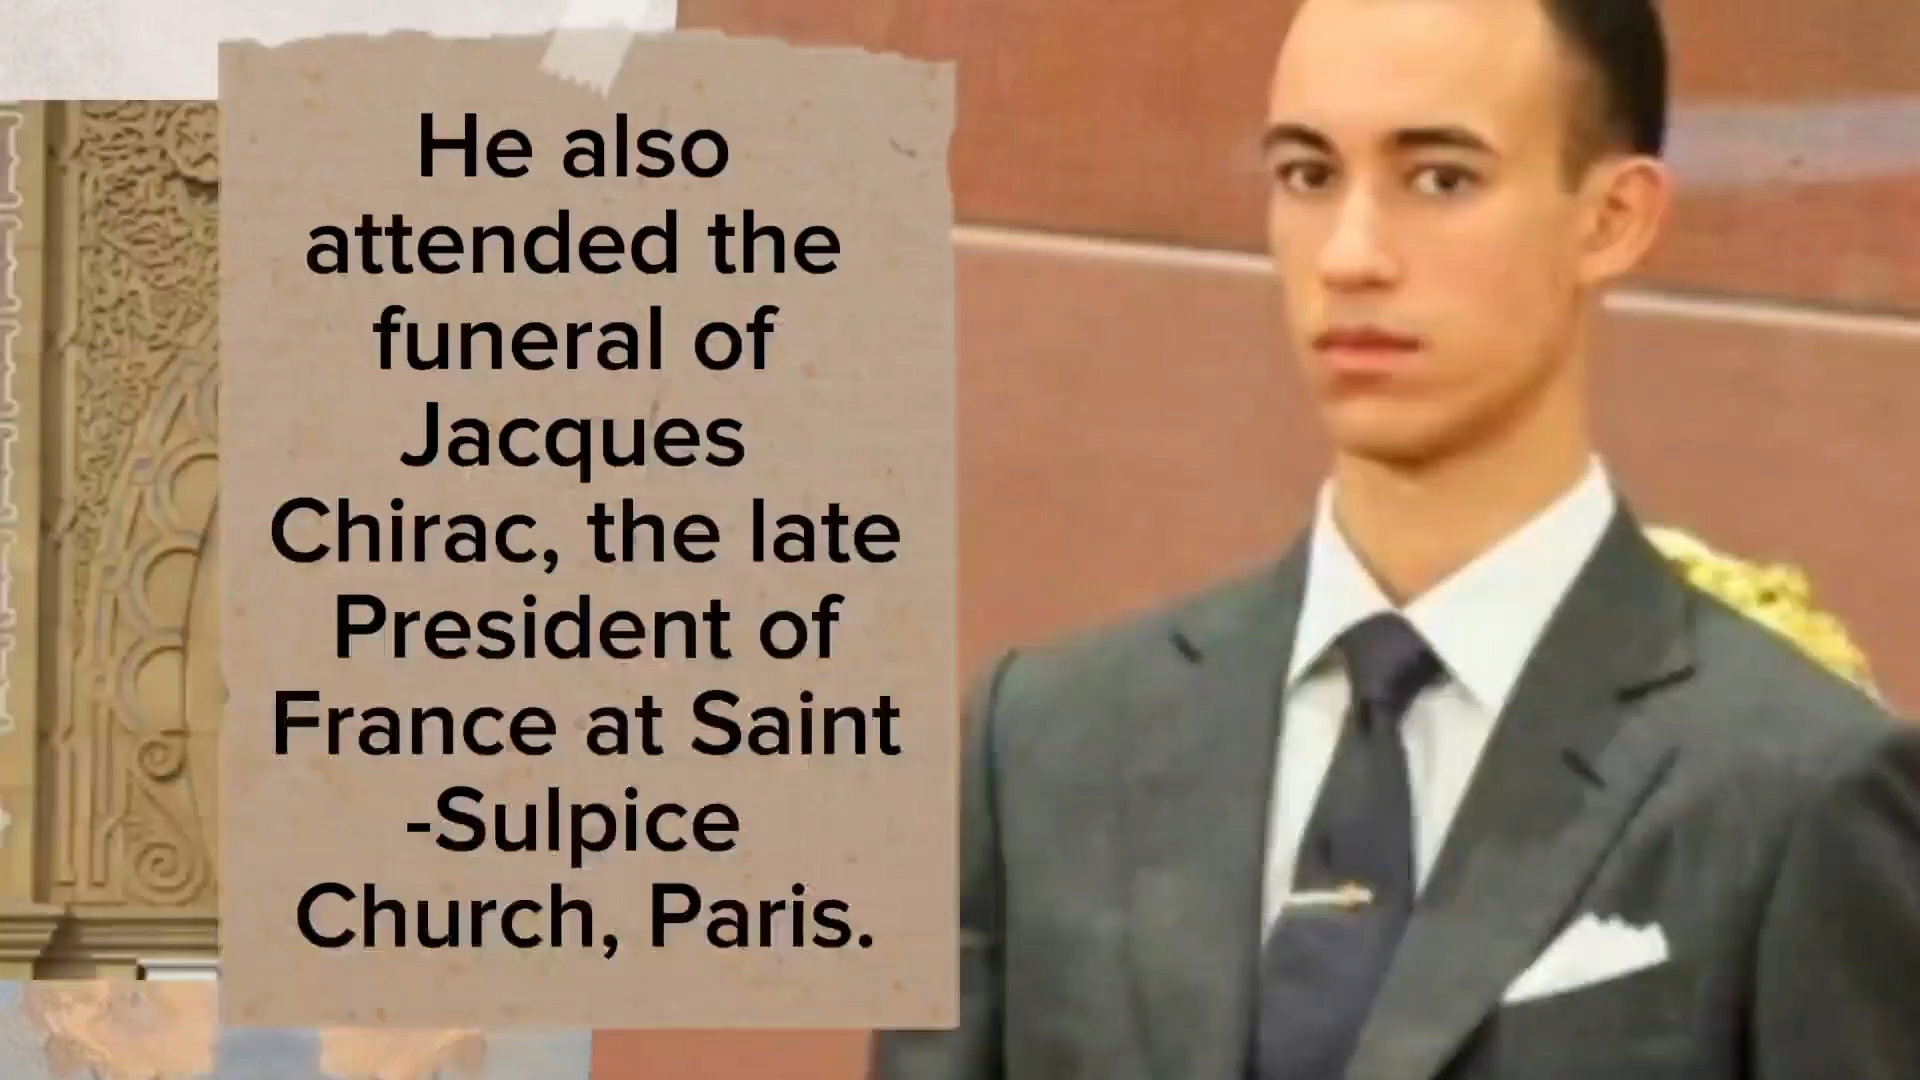 He also
attended the
funeral of
Jacques
Chirac, the late
President of
France at Saint
-Sulpice
Church, Paris.